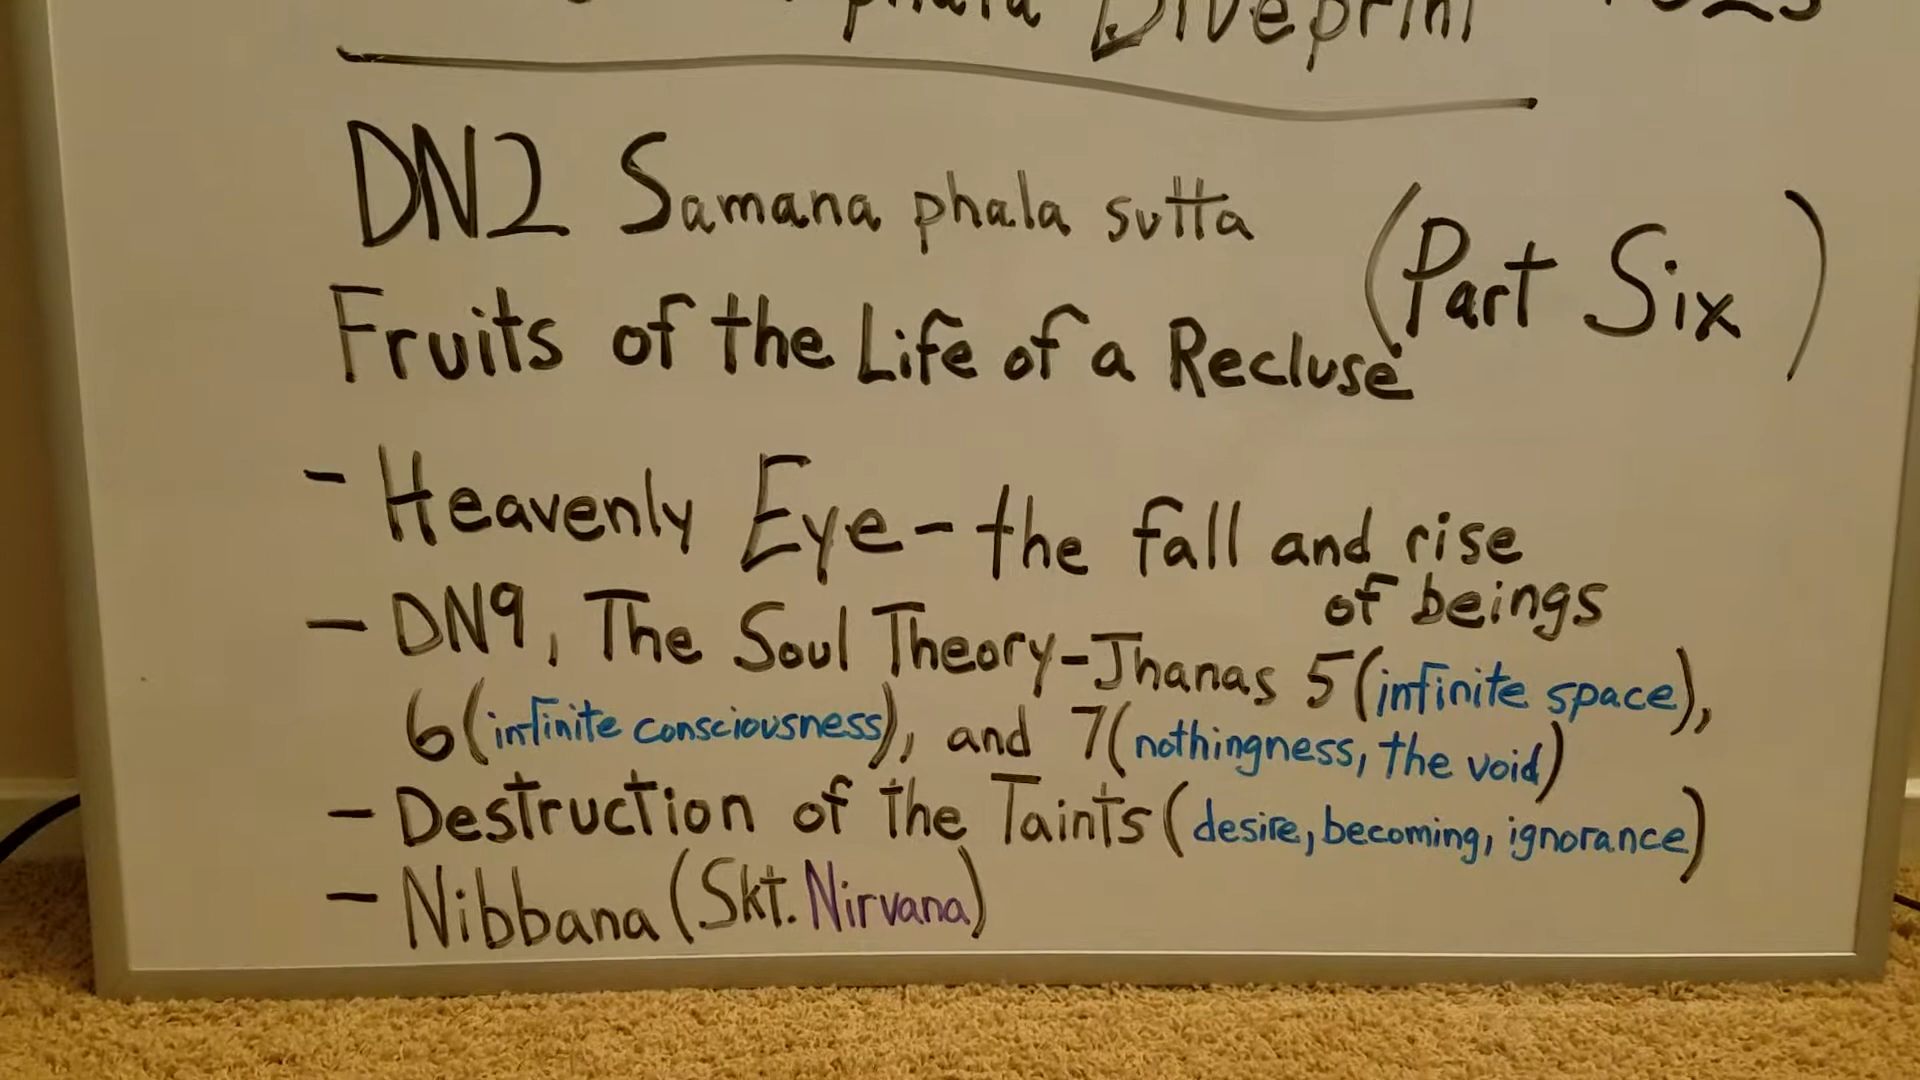 Blueprint
DN2 Samana phala sutta
(Part Six)
Fruits of the Life of a Recluse
- Heavenly Eye - the fall and rise
of beings
- DN9, The Soul Theory - Jhanas 5 (infinite space),
6 (infinite consciousness), and 7 (nothingness, the void)
- Destruction of the Taints (desire, becoming, ignorance)
- Nibbana (Skt. Nirvana)